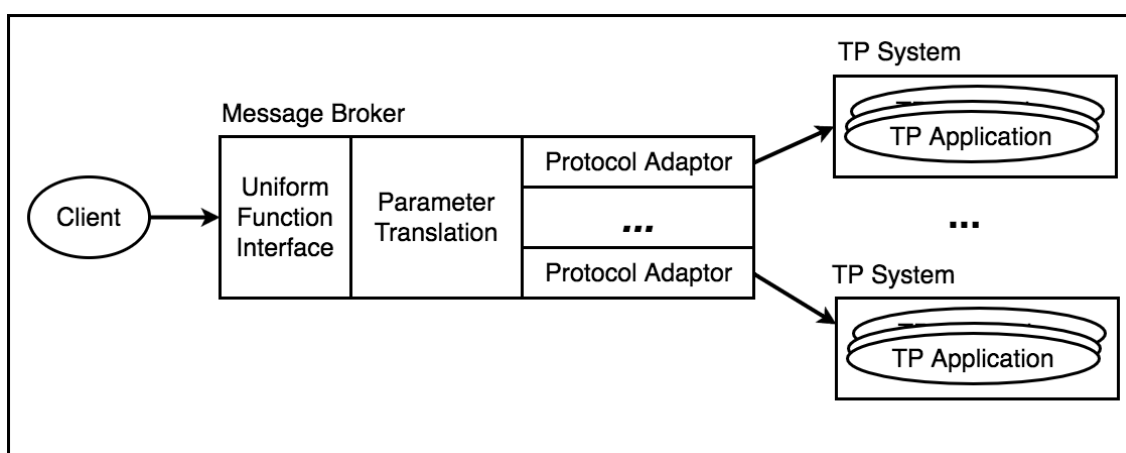 TP System
Message Broker
TP Application
Protocol Adaptor
Client
Uniform
Function
Interface
Parameter
Translation
...
...
Protocol Adaptor
TP System
TP Application